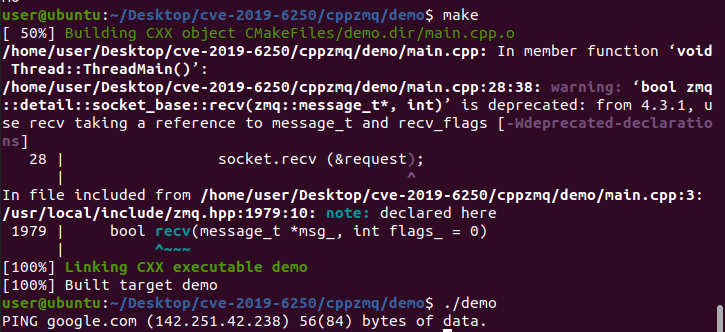 user@ubuntu:~/Desktop/cve-2019-6250/cppzmq/demo$ make
[ 50%] Building CXX object CMakeFiles/demo.dir/main.cpp.o
/home/user/Desktop/cve-2019-6250/cppzmq/demo/main.cpp: In member function ‘void
Thread::ThreadMain()’:
/home/user/Desktop/cve-2019-6250/cppzmq/demo/main.cpp:28:38: warning: ‘bool zmq
::detail::socket_base::recv(zmq::message_t*, int)’ is deprecated: from 4.3.1, u
se recv taking a reference to message_t and recv_flags [-Wdeprecated-declaratio
ns]
28 | socket.recv (&request);
| ^
In file included from /home/user/Desktop/cve-2019-6250/cppzmq/demo/main.cpp:3:
/usr/local/include/zmq.hpp:1979:10: note: declared here
1979 | bool recv(message_t *msg_, int flags_ = 0)
| ^~~~
[100%] Linking CXX executable demo
[100%] Built target demo
user@ubuntu:~/Desktop/cve-2019-6250/cppzmq/demo$ ./demo
PING google.com (142.251.42.238) 56(84) bytes of data.